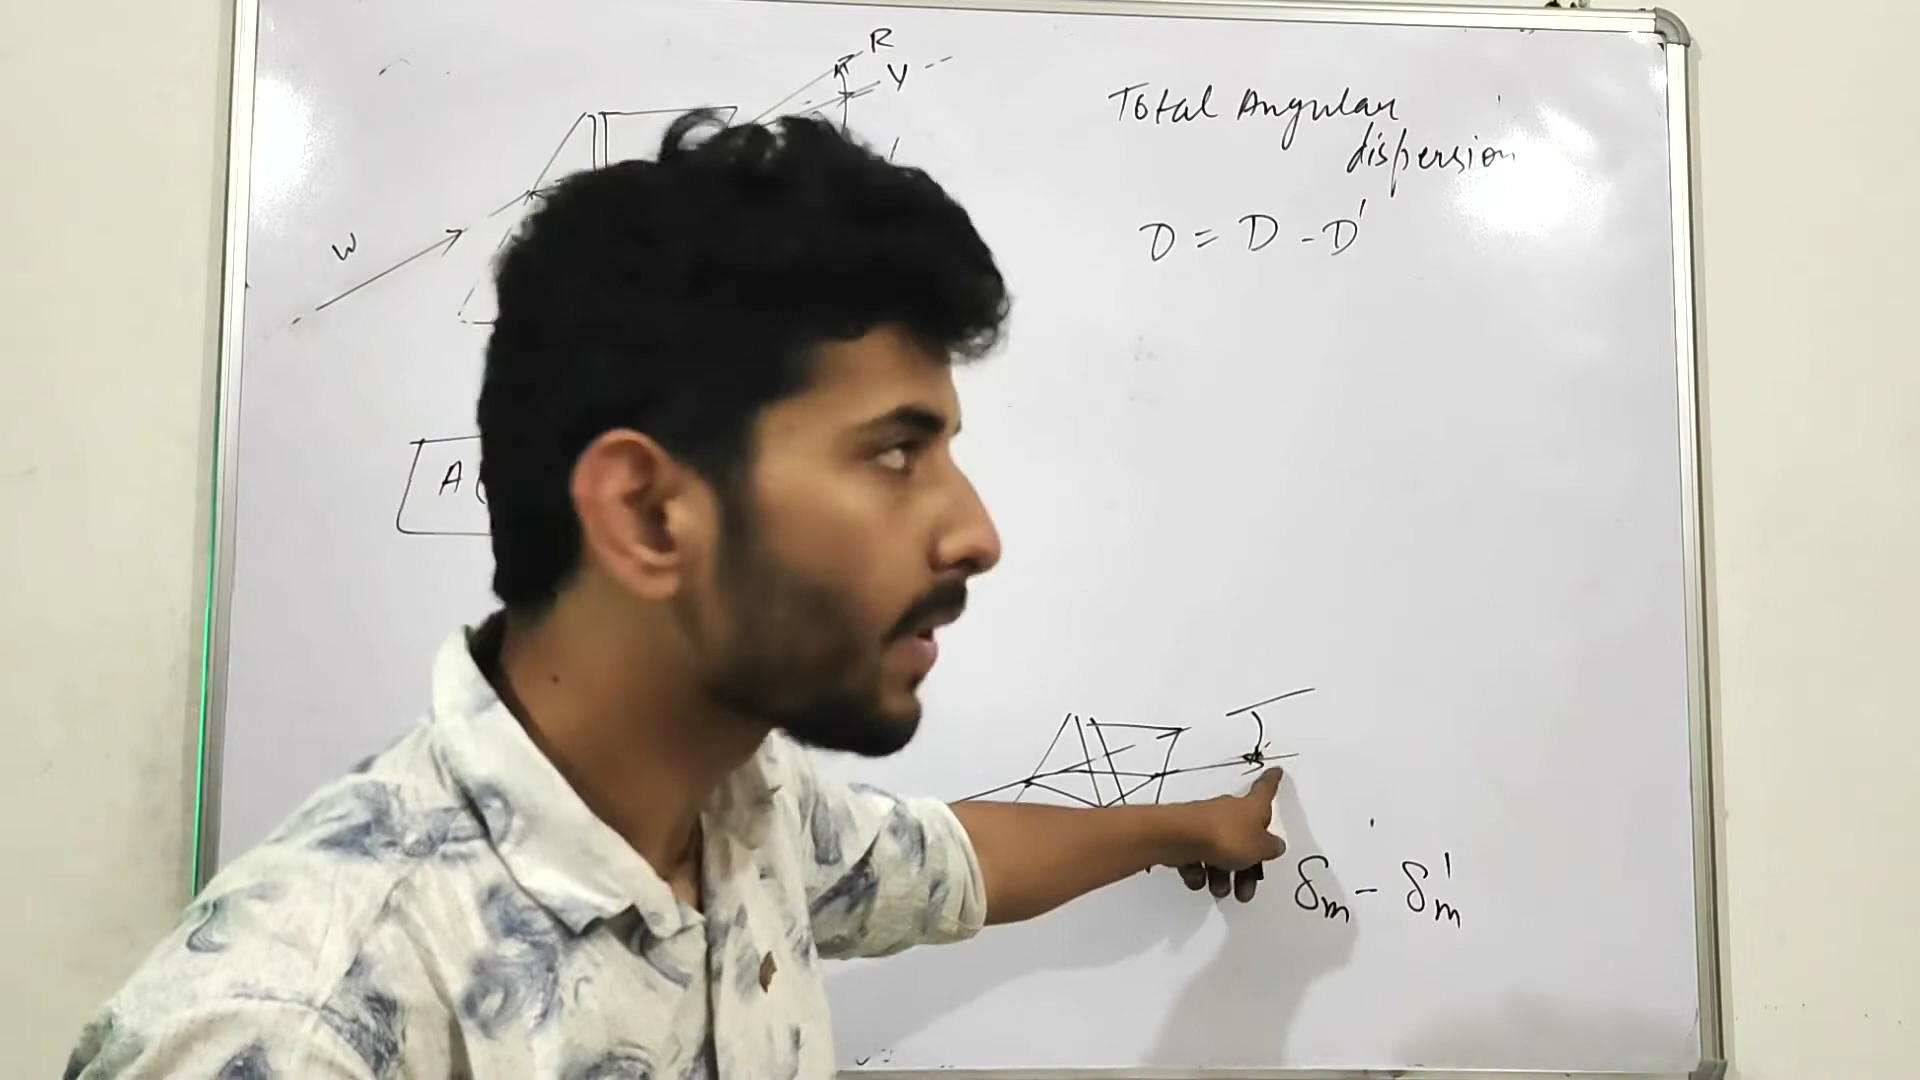 R
Y
W
Total Angular
dispersion
D = D - D'
A
δm - δ'm